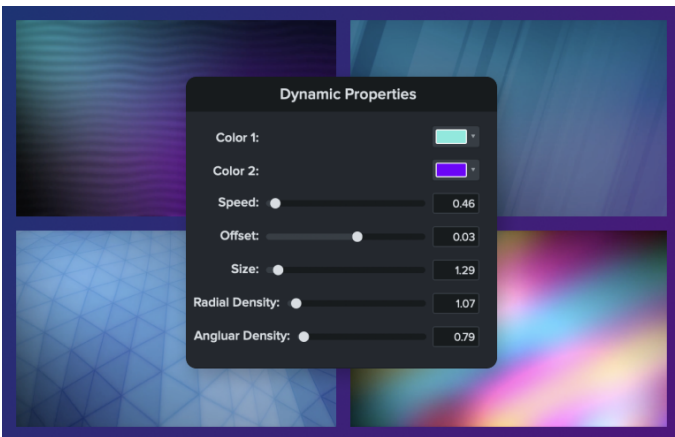 Dynamic Properties
Color 1:
Color 2:
Speed: 0.46
Offset: 0.03
Size: 1.29
Radial Density: 1.07
Angluar Density: 0.79